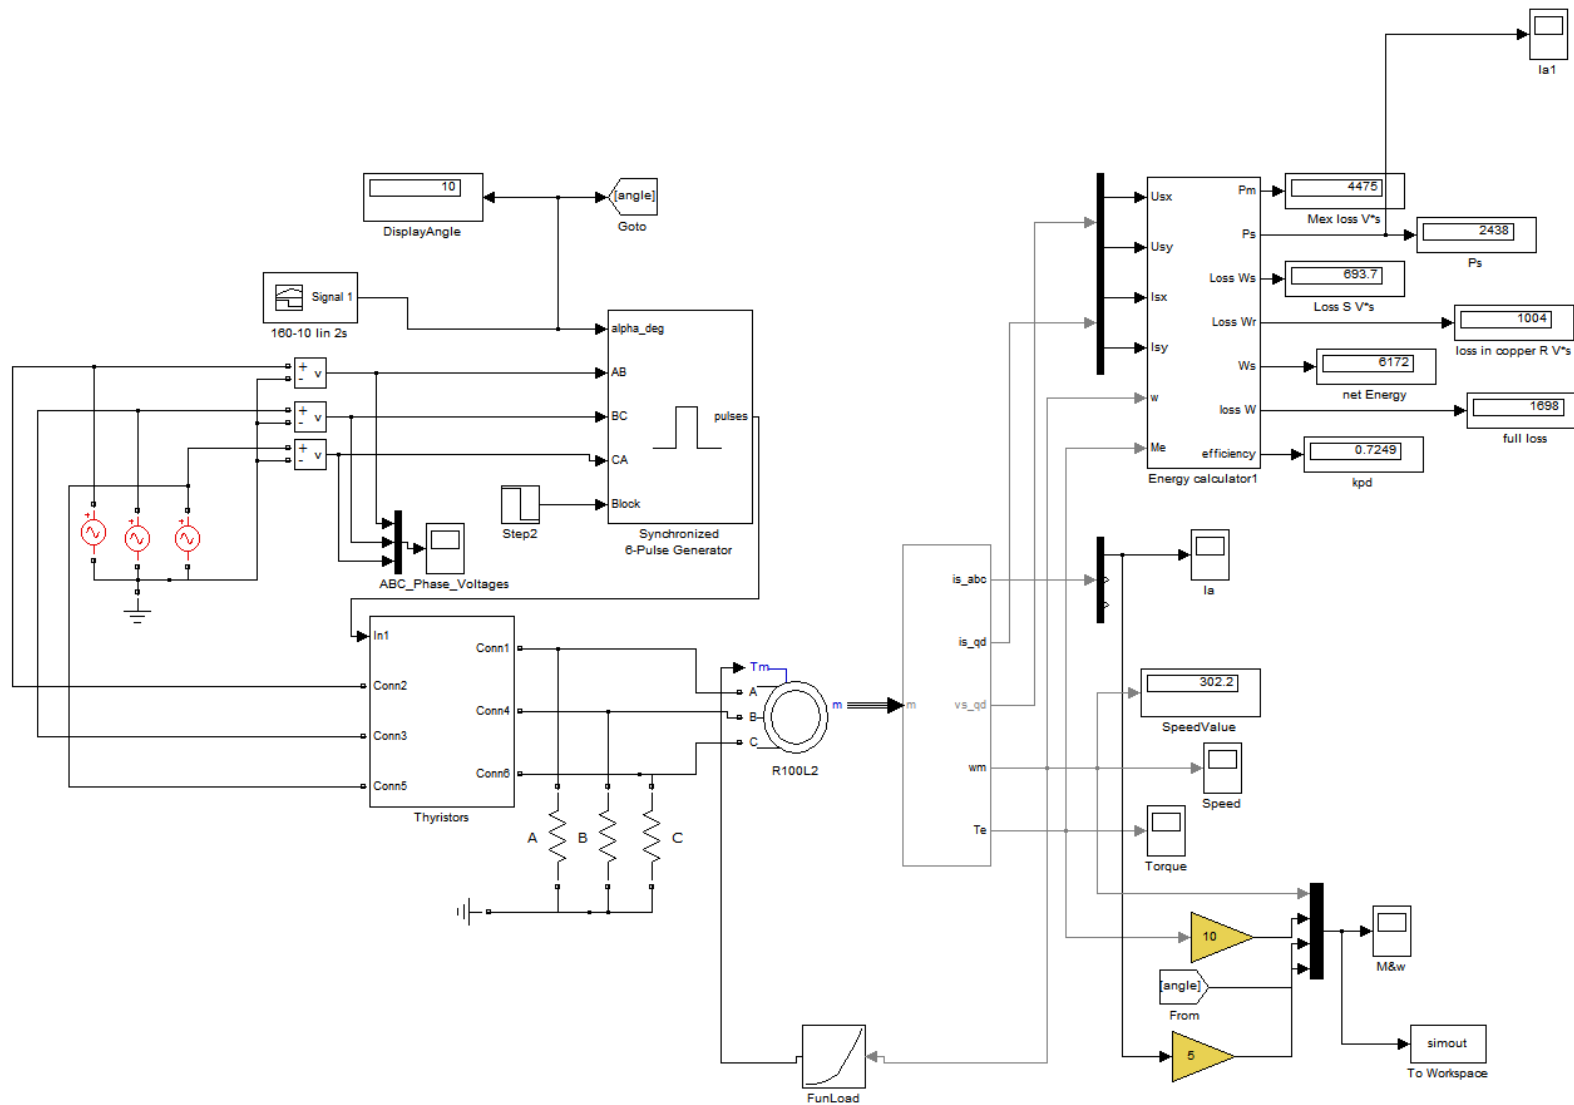 Ia1
10
DisplayAngle
[angle]
Goto
Signal 1
160-10 lin 2s
alpha_deg
AB
BC
CA
Block
pulses
Synchronized
6-Pulse Generator
+
-
v
+
-
v
+
-
v
Step2
ABC_Phase_Voltages
Usx
Usy
Isx
Isy
w
Me
Pm
Ps
Loss Ws
Loss Wr
Ws
loss W
efficiency
Energy calculator1
4475
Mex loss V*s
2438
Ps
693.7
Loss S V*s
1004
loss in copper R V*s
6172
net Energy
1698
full loss
0.7249
kpd
In1
Conn2
Conn3
Conn5
Conn1
Conn4
Conn6
Thyristors
A
B
C
Tm
A
B
C
m
R100L2
m
is_abc
is_qd
vs_qd
wm
Te
Ia
302.2
SpeedValue
Speed
Torque
10
[angle]
From
5
M&w
simout
To Workspace
FunLoad